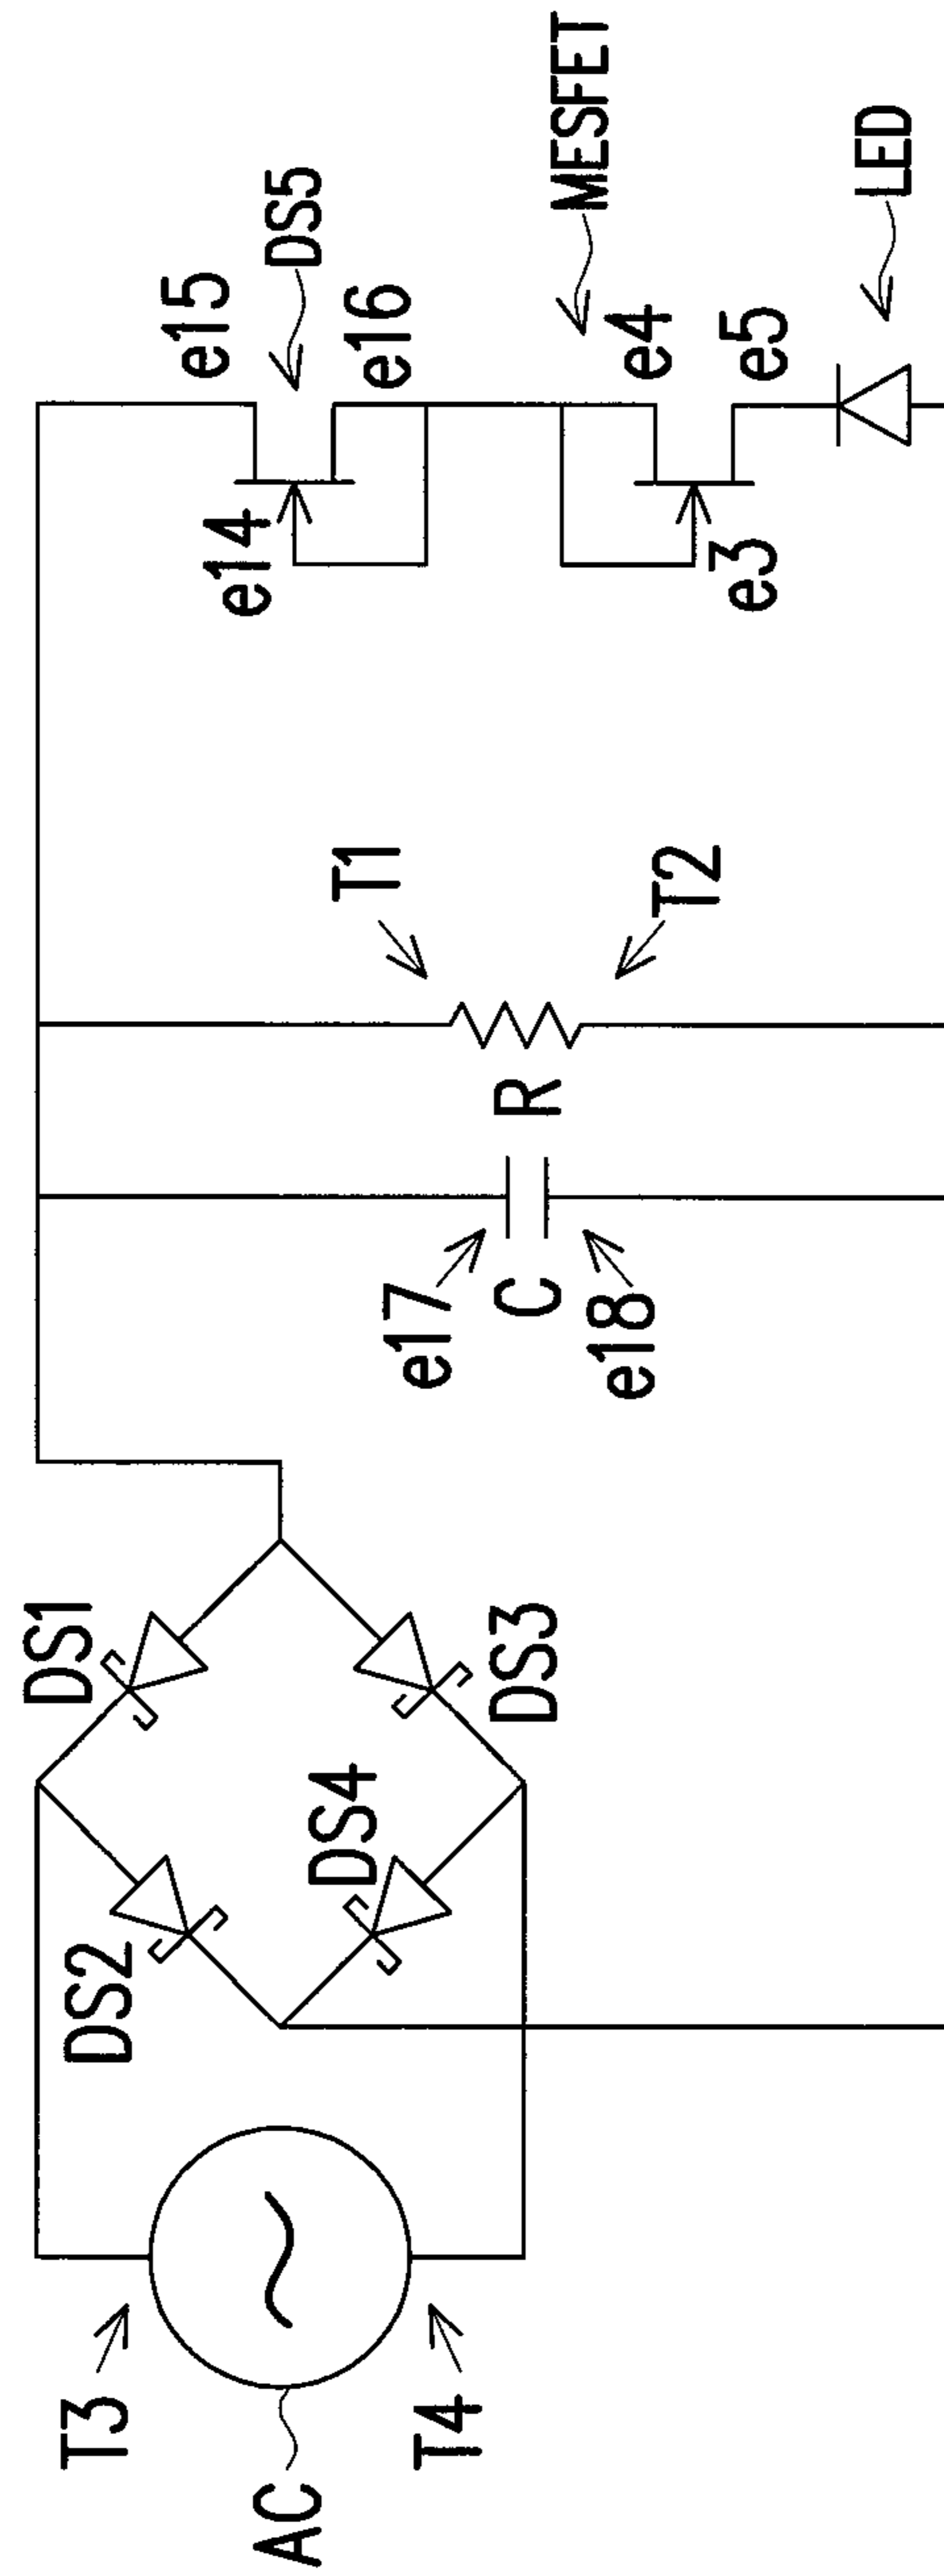 AC
T3
T4
DS2
DS4
DS1
DS3
e17
C
e18
R
T1
T2
e14
e15
DS5
e16
MESFET
e3
e4
e5
LED